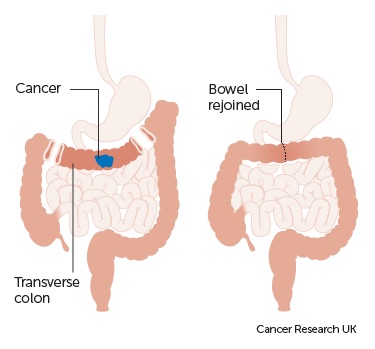 Cancer
Bowel
rejoined
Transverse
colon
Cancer Research UK